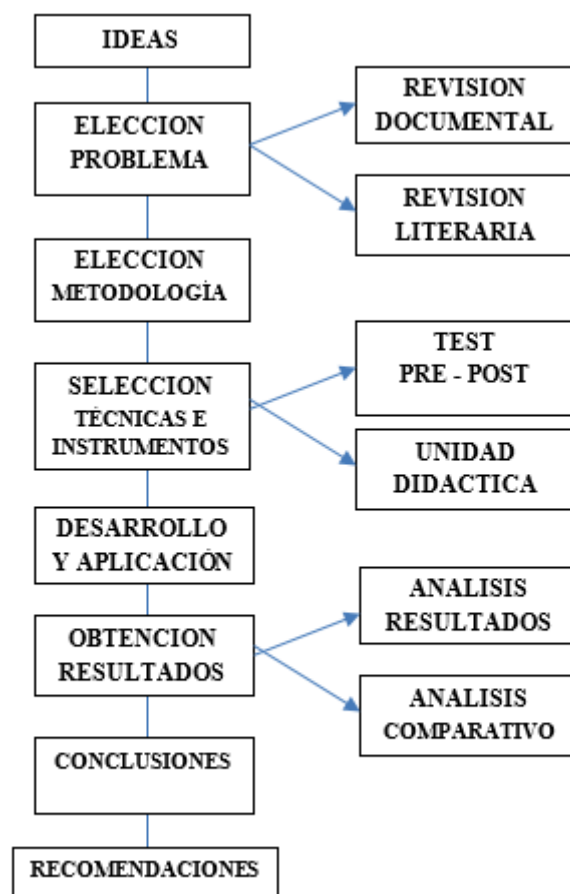 IDEAS
ELECCION
PROBLEMA
REVISION
DOCUMENTAL
REVISION
LITERARIA
ELECCION
METODOLOGÍA
SELECCION
TÉCNICAS E
INSTRUMENTOS
TEST
PRE - POST
UNIDAD
DIDACTICA
DESARROLLO
Y APLICACIÓN
OBTENCION
RESULTADOS
ANALISIS
RESULTADOS
ANALISIS
COMPARATIVO
CONCLUSIONES
RECOMENDACIONES